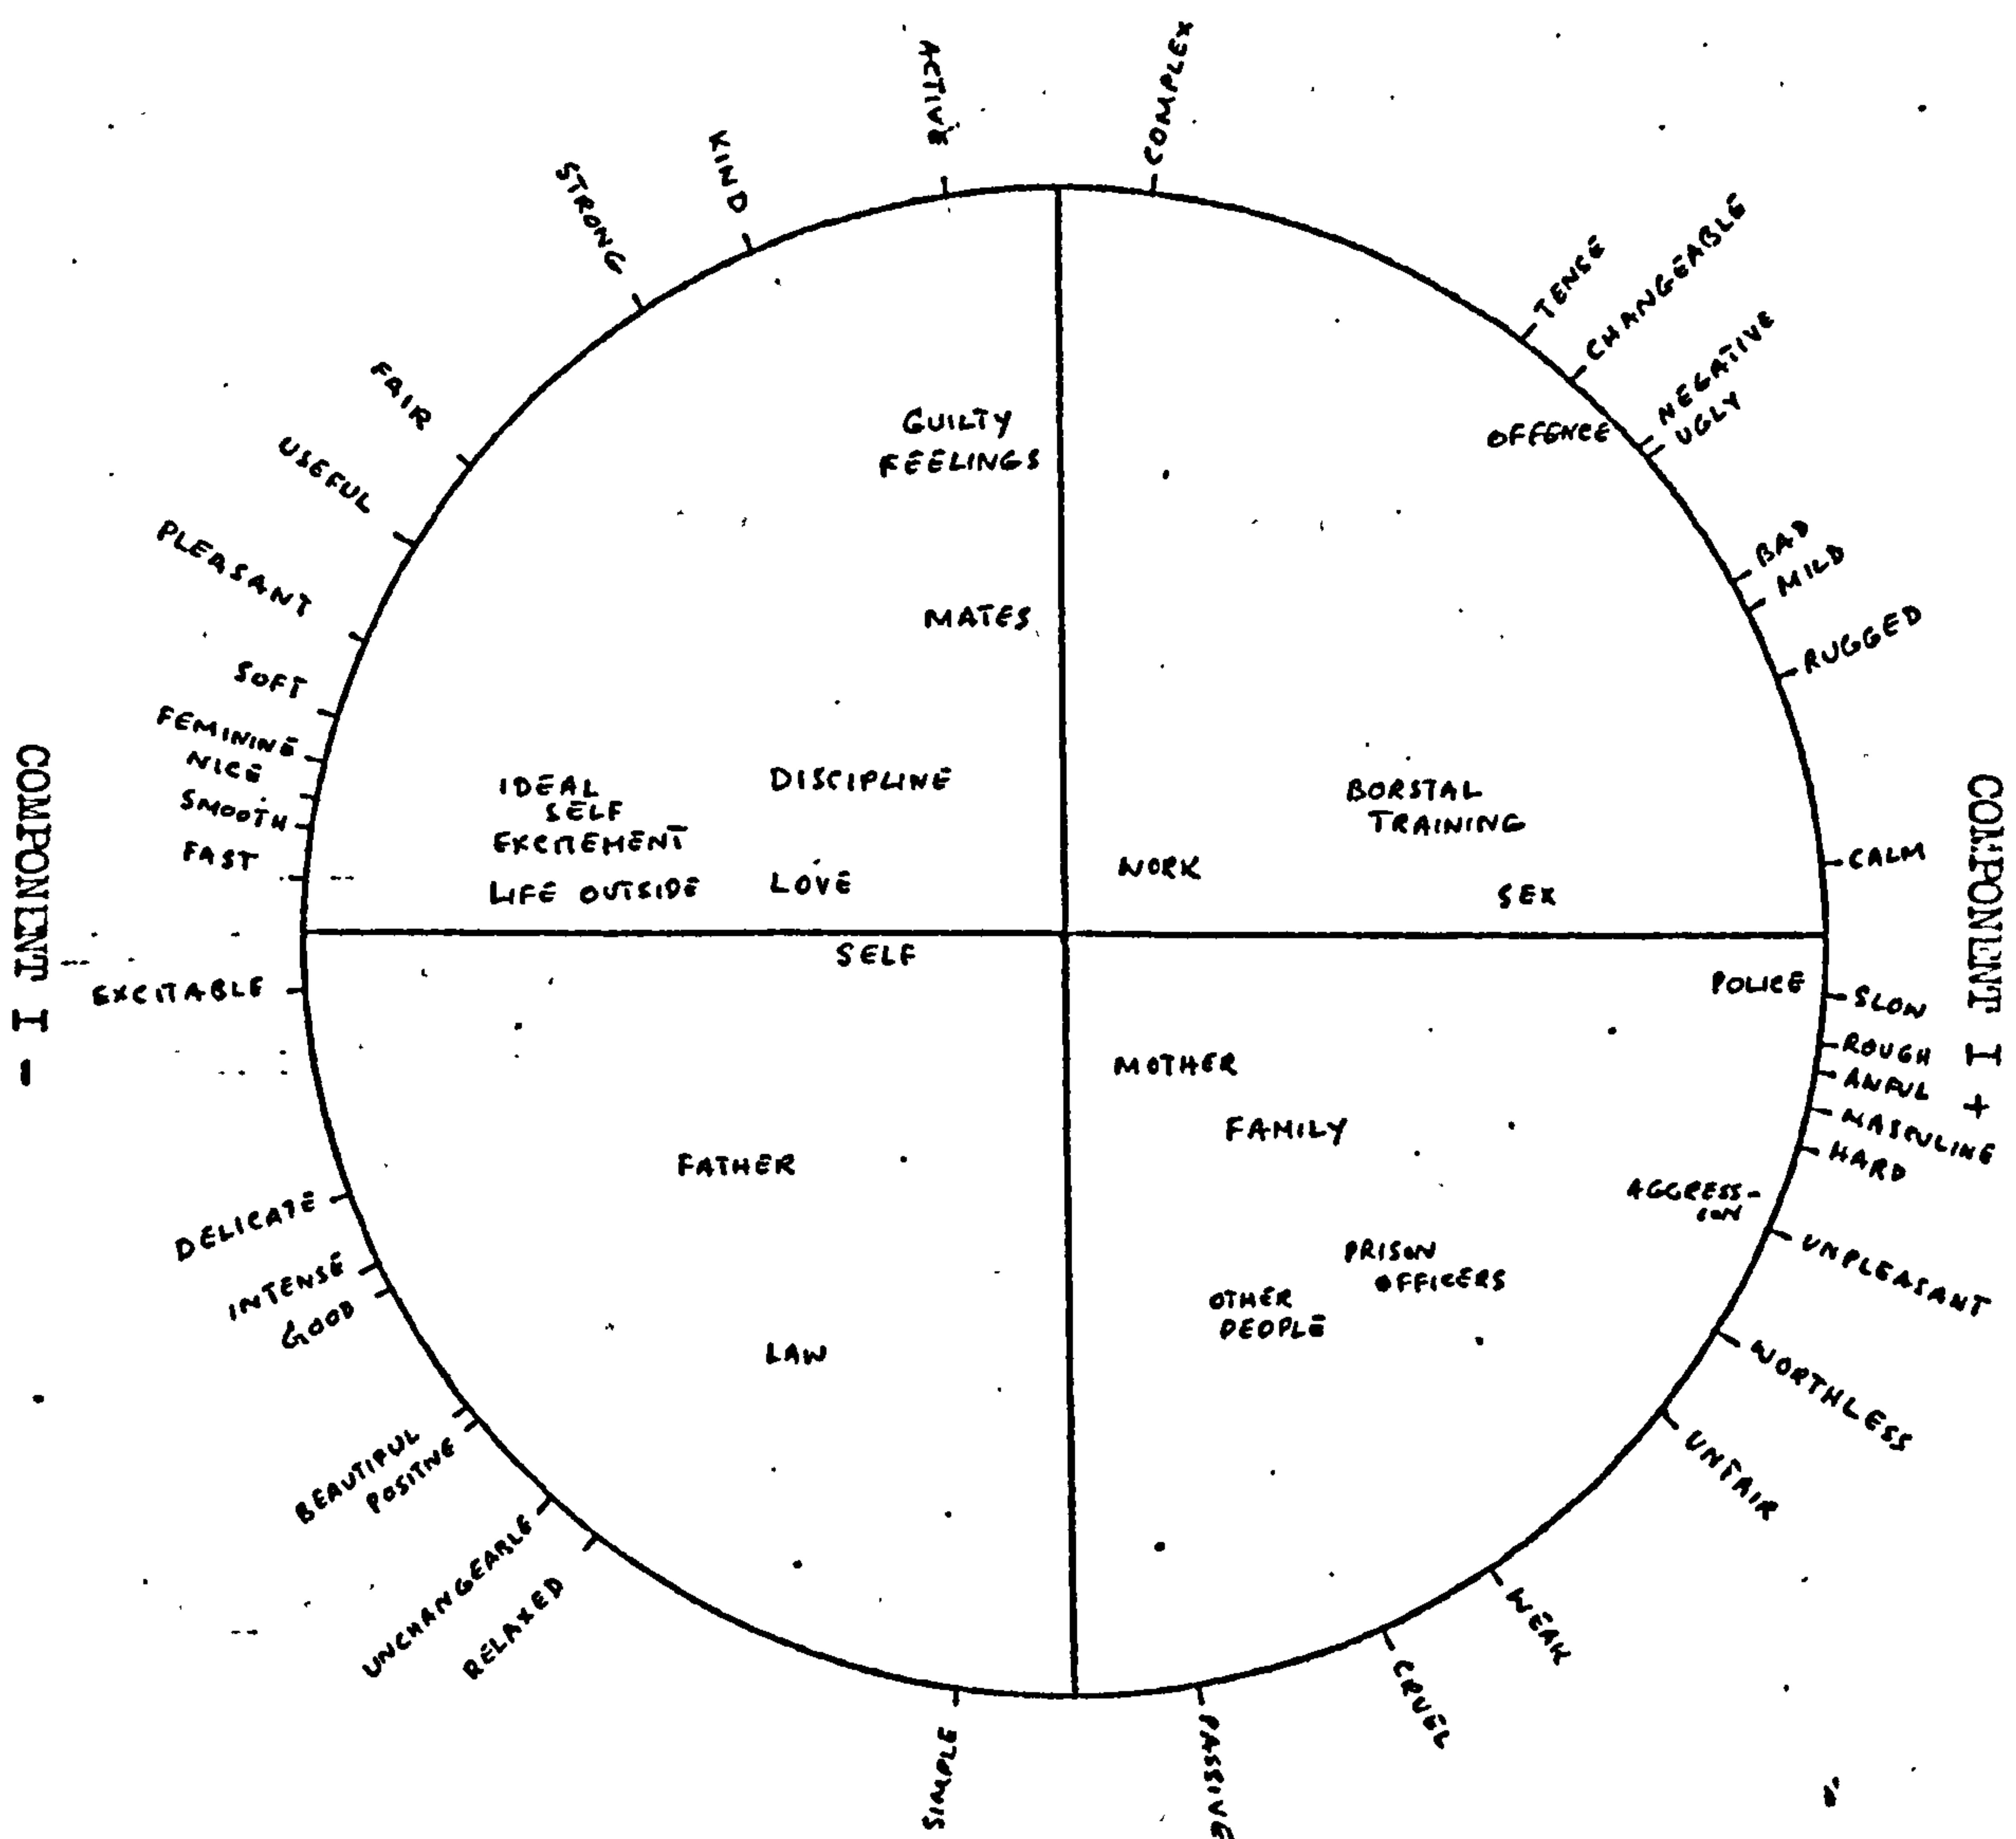 ACTIVE
COMPLEX
KIND
STRONG
TENSE
CHANGEABLE
NEGATIVE
UGLY
FAIR
USEFUL
PLEASANT
SOFT
FEMININE
NICE
SMOOTH
FAST
EXCITABLE
DELICATE
INTENSE
GOOD
BEAUTIFUL
POSITIVE
UNCHANGEABLE
RELAXED
SIMPLE
PASSIVE
CRUEL
WEAK
UNFAIR
WORTHLESS
UNPLEASANT
HARD
MASCULINE
AWFUL
ROUGH
SLOW
CALM
RUGGED
MILD
BAD
GUILTY
FEELINGS
OFFENCE
MATES
IDEAL
SELF
EXCITEMENT
LIFE OUTSIDE
DISCIPLINE
LOVE
BORSTAL
TRAINING
WORK
SEX
SELF
POLICE
MOTHER
FAMILY
FATHER
AGGRESS-
ION
PRISON
OFFICERS
OTHER
PEOPLE
LAW
COMPONENT I -
COMPONENT I +